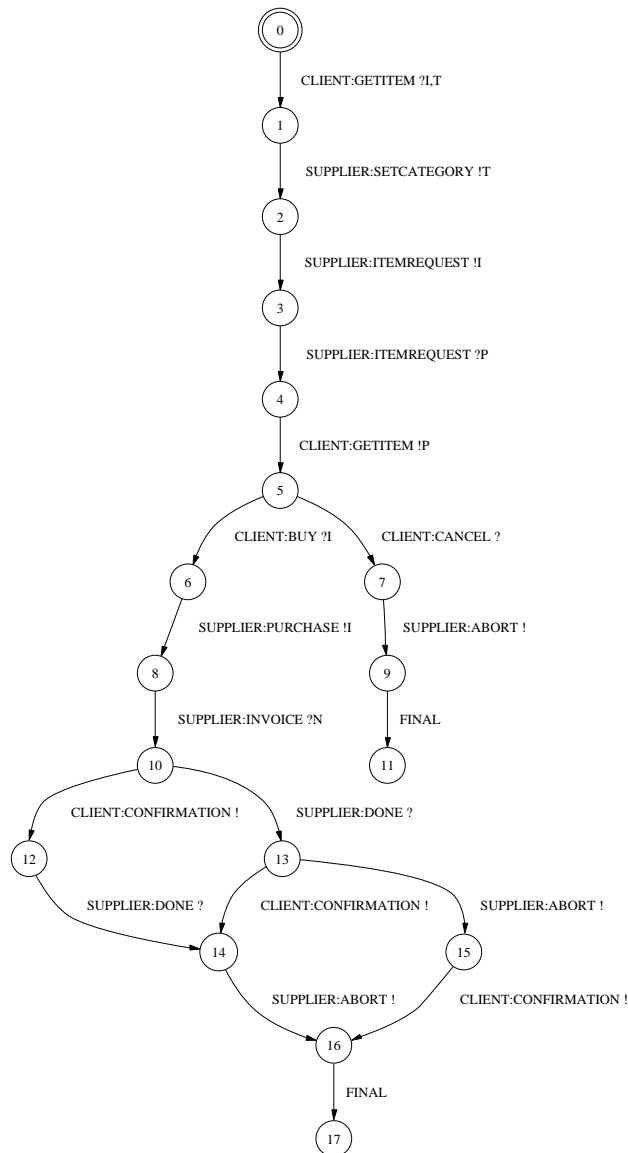 0
CLIENT:GETITEM ?I,T
1
SUPPLIER:SETCATEGORY !T
2
SUPPLIER:ITEMREQUEST !I
3
SUPPLIER:ITEMREQUEST ?P
4
CLIENT:GETITEM !P
5
CLIENT:BUY ?I
CLIENT:CANCEL ?
6
7
SUPPLIER:PURCHASE !I
SUPPLIER:ABORT !
8
9
SUPPLIER:INVOICE ?N
FINAL
10
11
CLIENT:CONFIRMATION !
SUPPLIER:DONE ?
12
13
SUPPLIER:DONE ?
CLIENT:CONFIRMATION !
SUPPLIER:ABORT !
14
15
SUPPLIER:ABORT !
CLIENT:CONFIRMATION !
16
FINAL
17